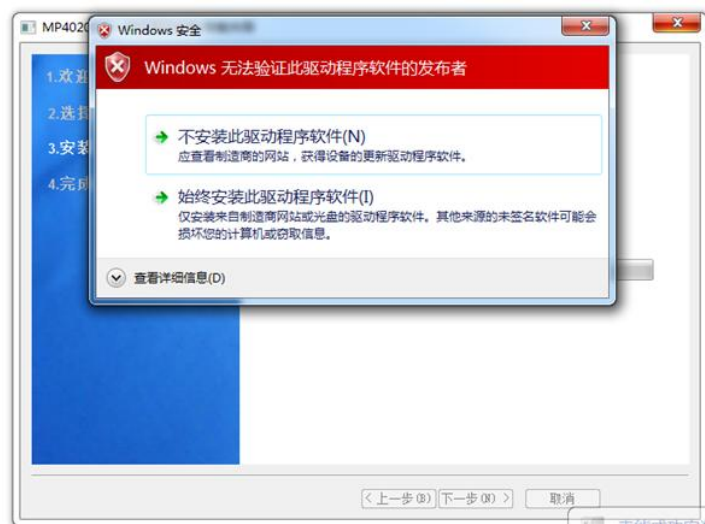 MP402
Windows 安全
Windows 无法验证此驱动程序软件的发布者
1.欢迎
2.选择
3.安装
4.完成
不安装此驱动程序软件(N)
应查看制造商的网站，获得设备的更新驱动程序软件。
始终安装此驱动程序软件(I)
仅安装来自制造商网站或光盘的驱动程序软件。其他来源的未签名软件可能会
损坏您的计算机或窃取信息。
查看详细信息(D)
< 上一步(B) 下一步(N) > 取消